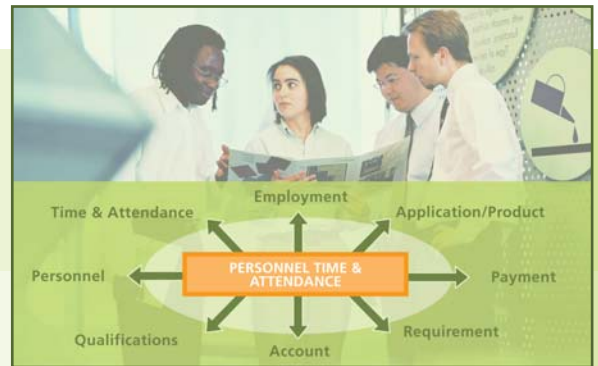 Employment
Time & Attendance
Application/Product
PERSONNEL TIME &
ATTENDANCE
Personnel
Payment
Qualifications
Requirement
Account